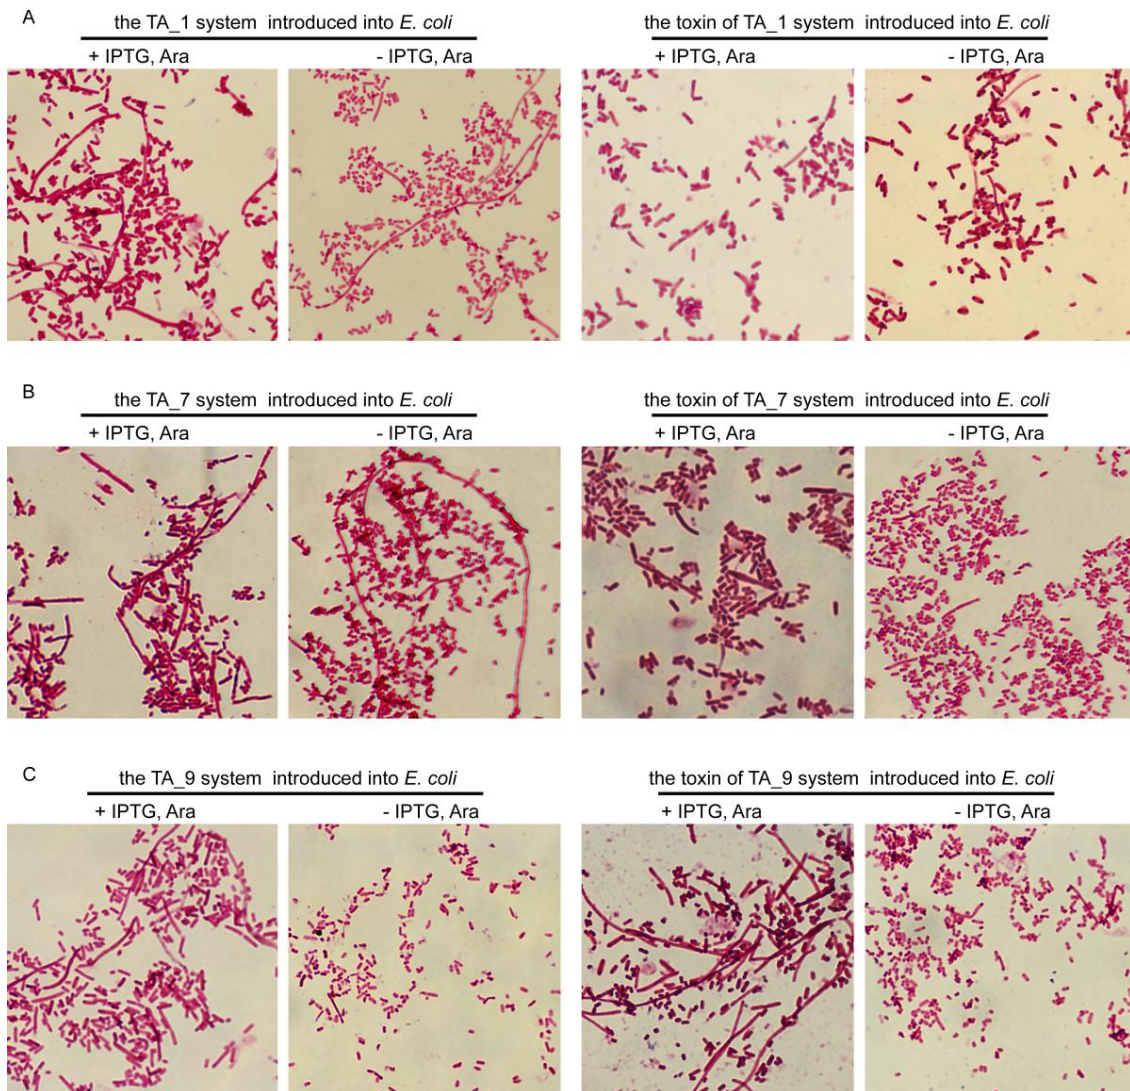 A
the TA_1 system introduced into E. coli
the toxin of TA_1 system introduced into E. coli
+ IPTG, Ara
- IPTG, Ara
+ IPTG, Ara
- IPTG, Ara
B
the TA_7 system introduced into E. coli
the toxin of TA_7 system introduced into E. coli
+ IPTG, Ara
- IPTG, Ara
+ IPTG, Ara
- IPTG, Ara
C
the TA_9 system introduced into E. coli
the toxin of TA_9 system introduced into E. coli
+ IPTG, Ara
- IPTG, Ara
+ IPTG, Ara
- IPTG, Ara